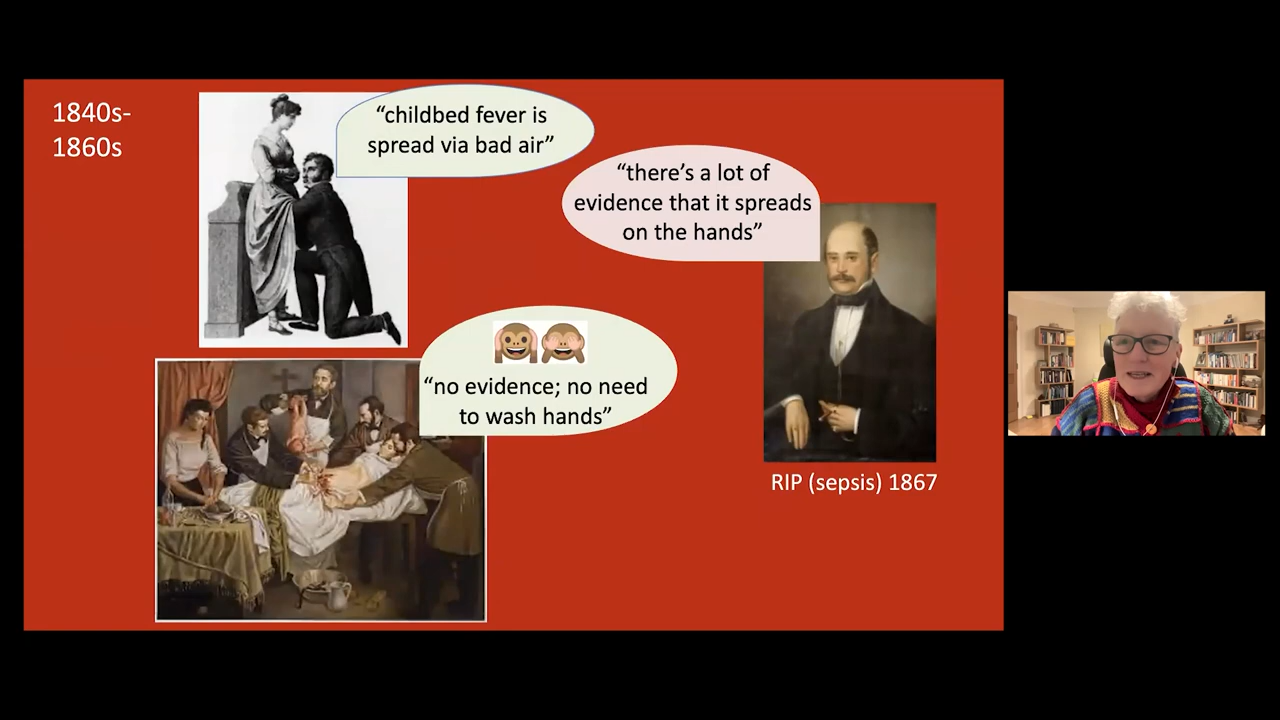 1840s-
1860s
“childbed fever is
spread via bad air”
“there’s a lot of
evidence that it spreads
on the hands”
“no evidence; no need
to wash hands”
RIP (sepsis) 1867